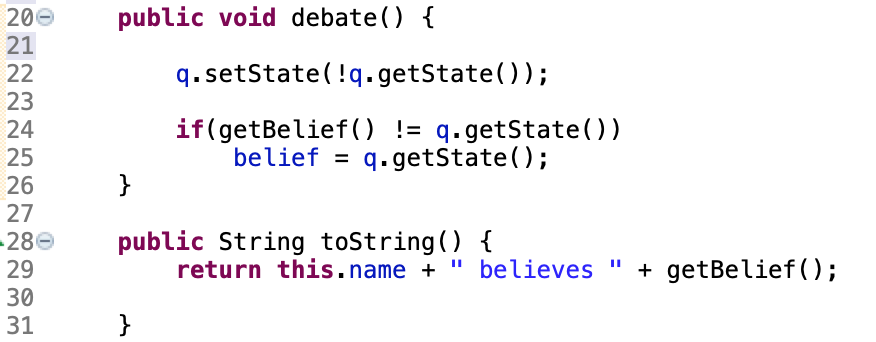 20 public void debate() {
21
22 q.setState(!q.getState());
23
24 if(getBelief() != q.getState())
25 belief = q.getState();
26 }
27
28 public String toString() {
29 return this.name + " believes " + getBelief();
30
31 }